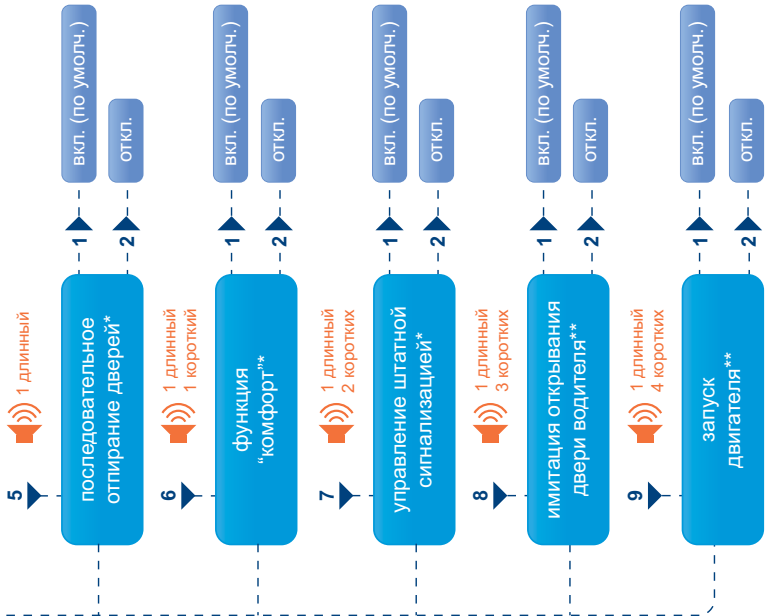 5
1 длинный
последовательное
отпирание дверей*
1
вкл. (по умолч.)
2
откл.
6
1 длинный
1 короткий
функция
“комфорт”*
1
вкл. (по умолч.)
2
откл.
7
1 длинный
2 коротких
управление штатной
сигнализацией*
1
вкл. (по умолч.)
2
откл.
8
1 длинный
3 коротких
имитация открывания
двери водителя**
1
вкл. (по умолч.)
2
откл.
9
1 длинный
4 коротких
запуск
двигателя**
1
вкл. (по умолч.)
2
откл.